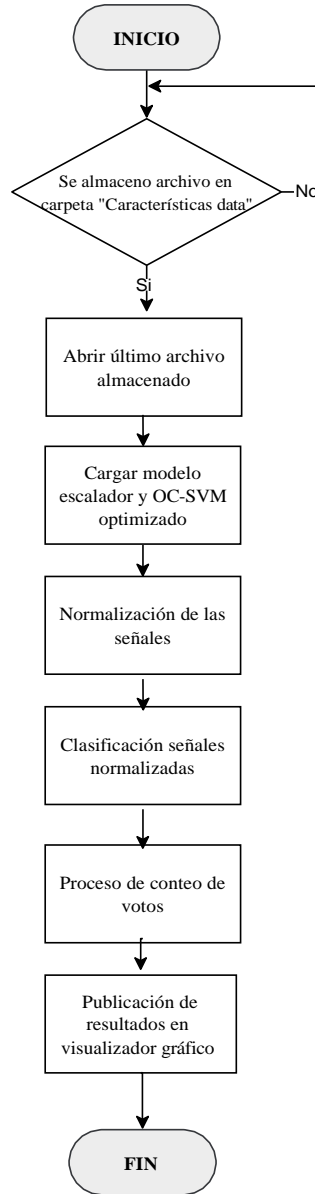 INICIO
Se almaceno archivo en
carpeta "Características data"
No
Si
Abrir último archivo
almacenado
Cargar modelo
escalador y OC-SVM
optimizado
Normalización de las
señales
Clasificación señales
normalizadas
Proceso de conteo de
votos
Publicación de
resultados en
visualizador gráfico
FIN